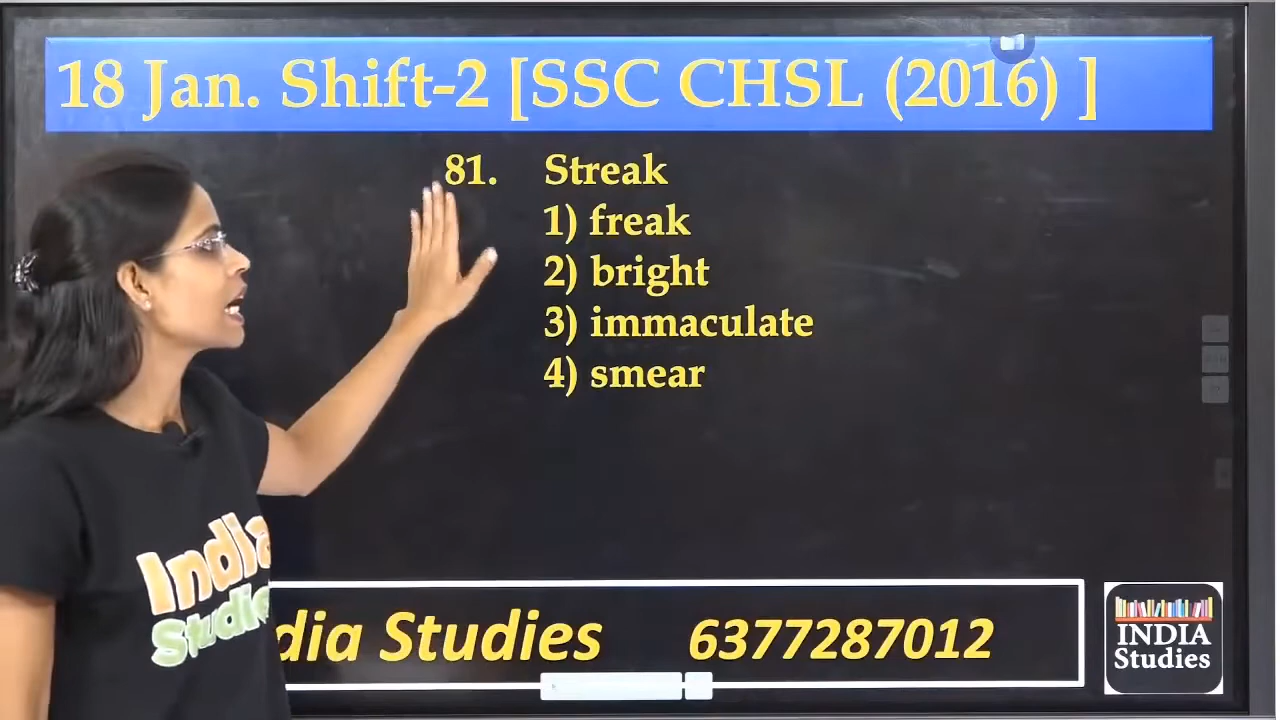 18 Jan. Shift-2 [SSC CHSL (2016) ]
81. Streak
1) freak
2) bright
3) immaculate
4) smear
India Studies
dia Studies 6377287012
INDIA
Studies